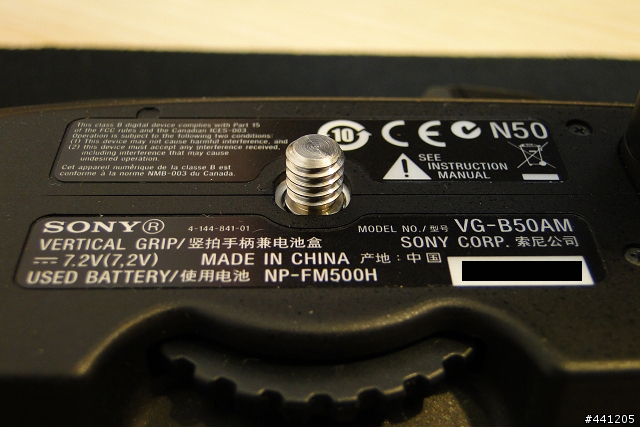 This class B digital device complies with Part 15
of the FCC rules and the Canadian ICES-003.
Operation is subject to the following two conditions:
(1) This device may not cause harmful interference, and
(2) this device must accept any interference received,
including interference that may cause
undesired operation.
Cet appareil numérique de la classe B est
conforme à la norme NMB-003 du Canada.
10
CE
N50
SEE
INSTRUCTION
MANUAL
SONY®
4-144-841-01
MODEL NO./型号 VG-B50AM
VERTICAL GRIP/竖拍手柄兼电池盒
SONY CORP. 索尼公司
7.2V(7,2V)
MADE IN CHINA 产地: 中国
USED BATTERY/使用电池 NP-FM500H
#441205